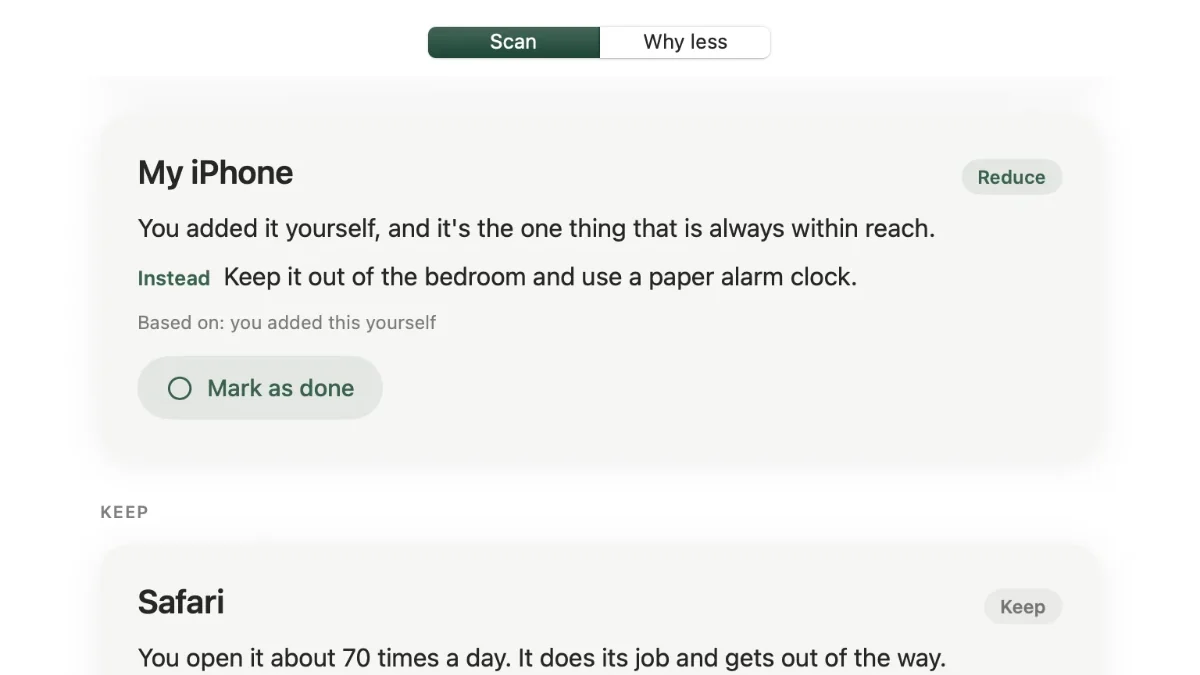 Scan
Why less
My iPhone
Reduce
You added it yourself, and it's the one thing that is always within reach.
Instead Keep it out of the bedroom and use a paper alarm clock.
Based on: you added this yourself
Mark as done
KEEP
Safari
Keep
You open it about 70 times a day. It does its job and gets out of the way.